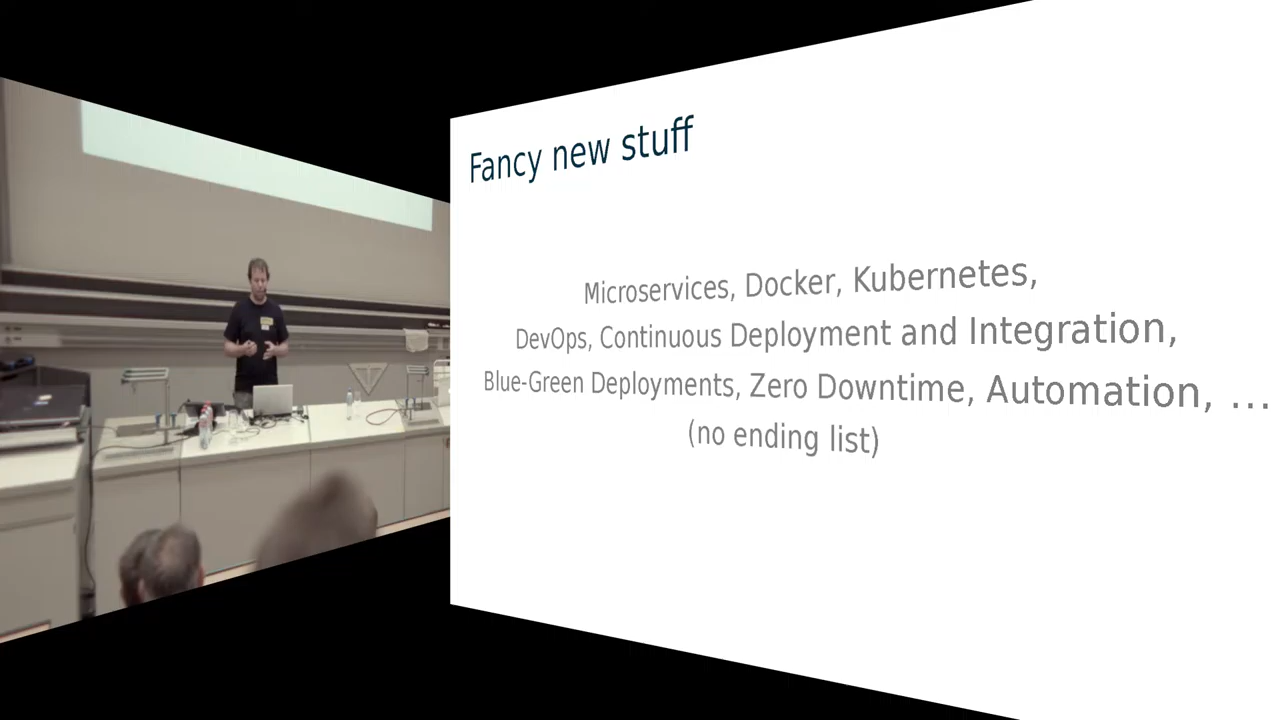 Fancy new stuff
Microservices, Docker, Kubernetes,
DevOps, Continuous Deployment and Integration,
Blue-Green Deployments, Zero Downtime, Automation, ...
(no ending list)